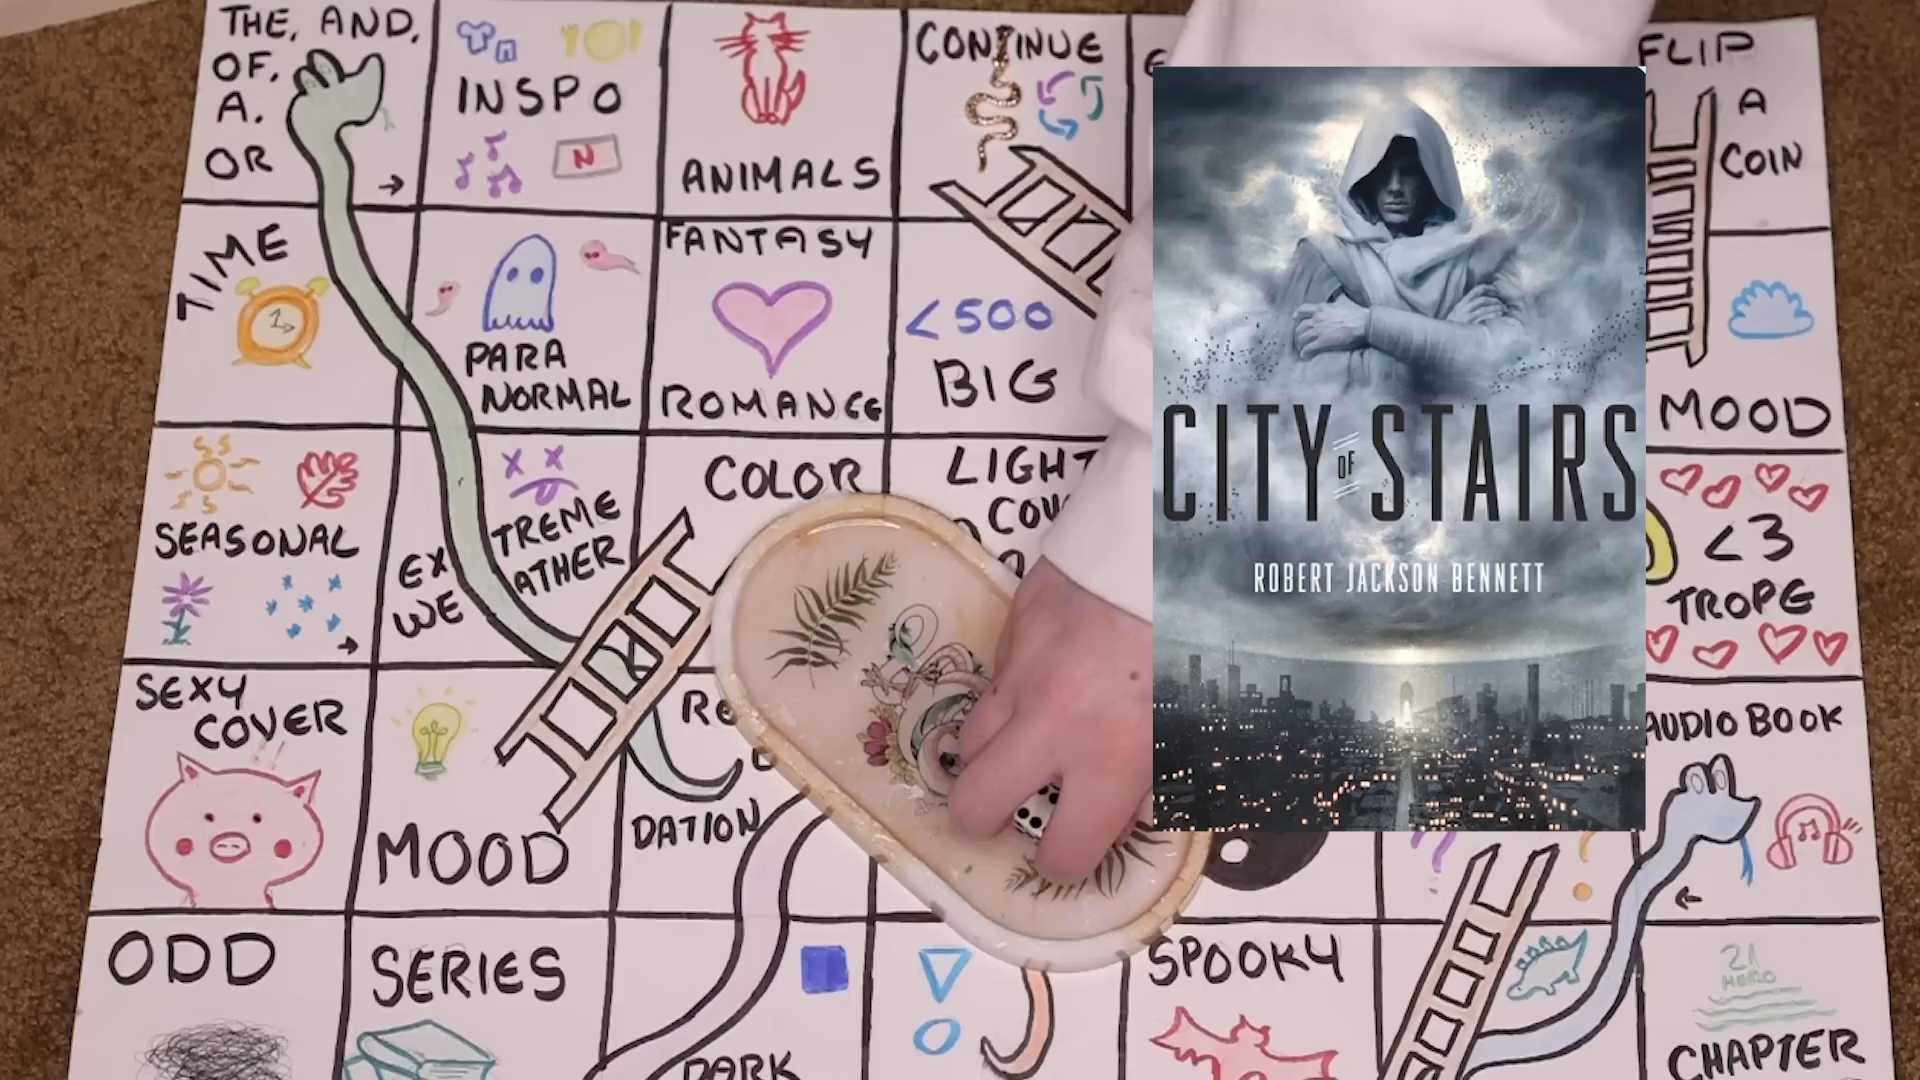 THE, AND,
OF,
A.
OR
INSPO
N
ANIMALS
CONTINUE
FLIP
A
COIN
TIME
PARA
NORMAL
FANTASY
ROMANCE
<500
BIG
MOOD
SEASONAL
EX TREME
WE ATHER
COLOR
LIGHT
<3
TROPE
CITY OF STAIRS
ROBERT JACKSON BENNETT
SEXY
COVER
MOOD
DATION
AUDIO BOOK
ODD
SERIES
DARK
SPOOKY
CHAPTER